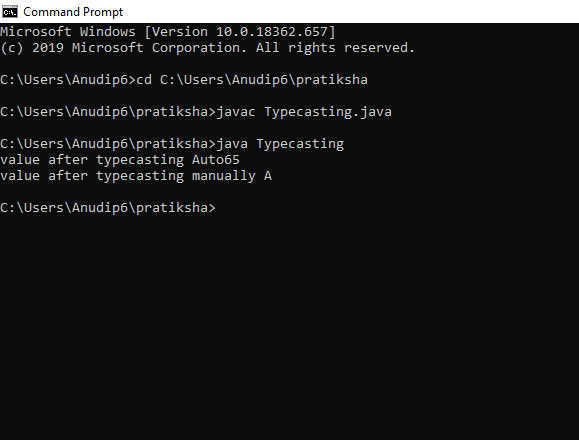 Command Prompt
Microsoft Windows [Version 10.0.18362.657]
(c) 2019 Microsoft Corporation. All rights reserved.
C:\Users\Anudip6>cd C:\Users\Anudip6\pratiksha
C:\Users\Anudip6\pratiksha>javac Typecasting.java
C:\Users\Anudip6\pratiksha>java Typecasting
value after typecasting Auto65
value after typecasting manually A
C:\Users\Anudip6\pratiksha>